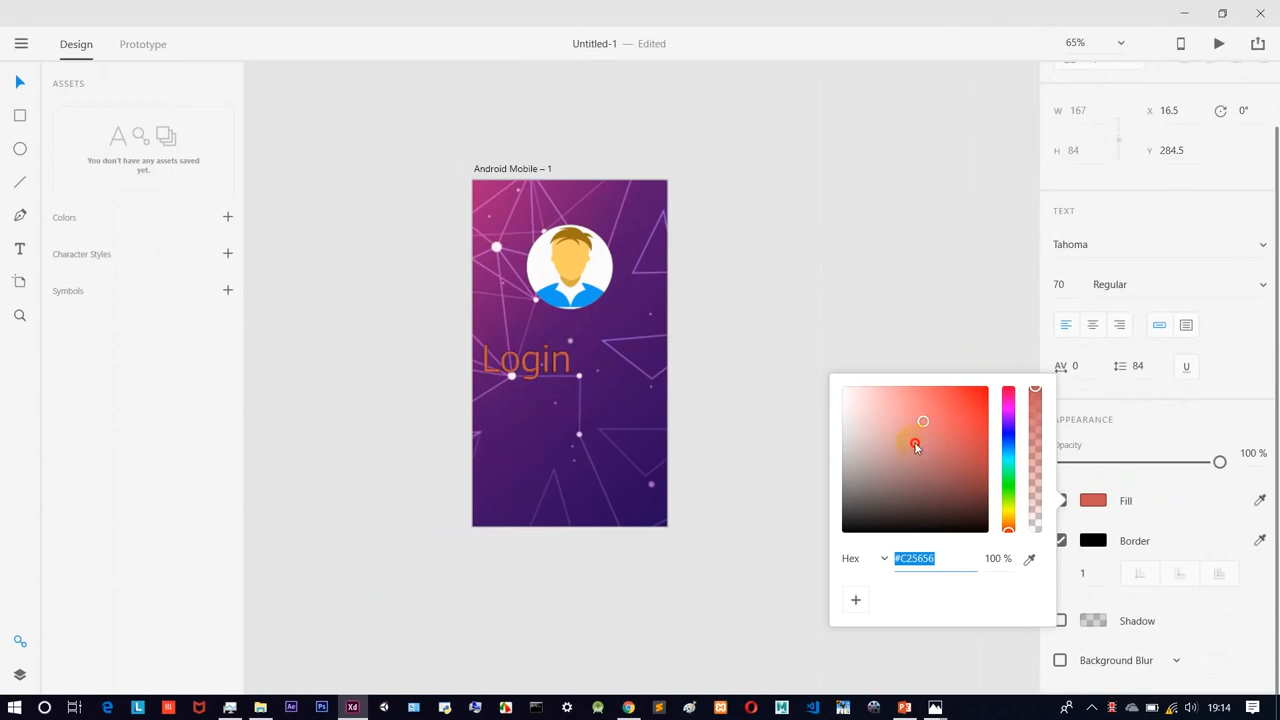 Design
Prototype
Untitled-1 — Edited
65%
ASSETS
You don't have any assets saved
yet.
Colors
Character Styles
Symbols
Android Mobile – 1
Login
W 167
X 16.5
0°
H 84
Y 284.5
TEXT
Tahoma
70
Regular
AV 0
84
U
APPEARANCE
Opacity
100 %
Fill
Border
1
Shadow
Background Blur
Hex
#C25656
100 %
19:14